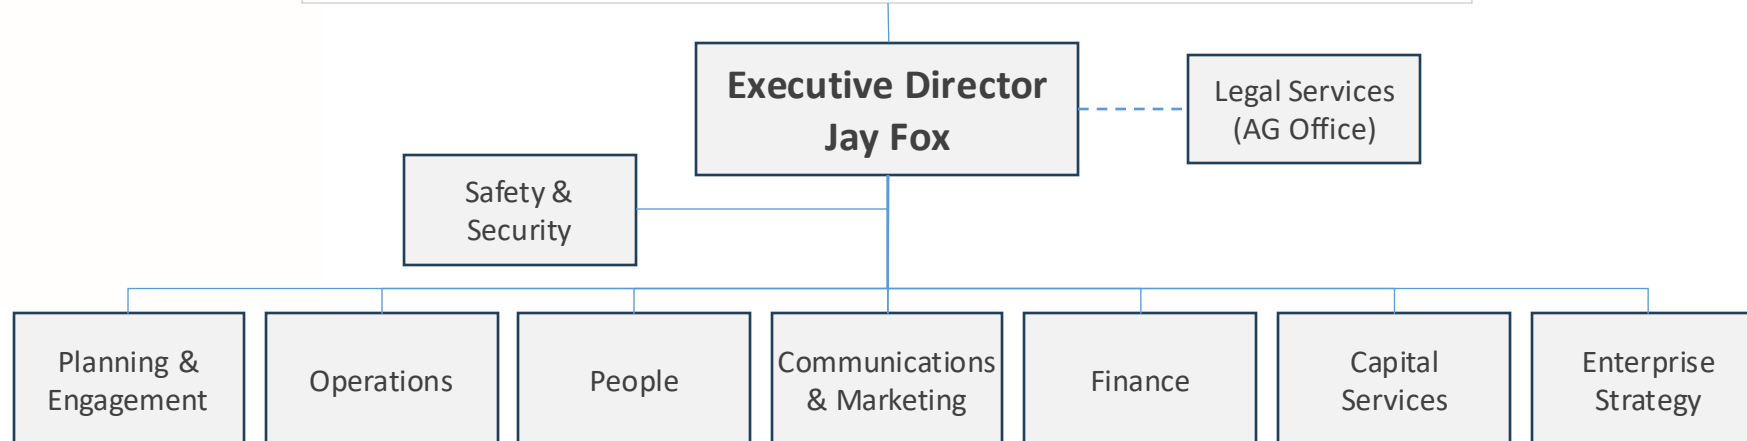 Executive Director
Jay Fox
Legal Services
(AG Office)
Safety &
Security
Planning &
Engagement
Operations
People
Communications
& Marketing
Finance
Capital
Services
Enterprise
Strategy